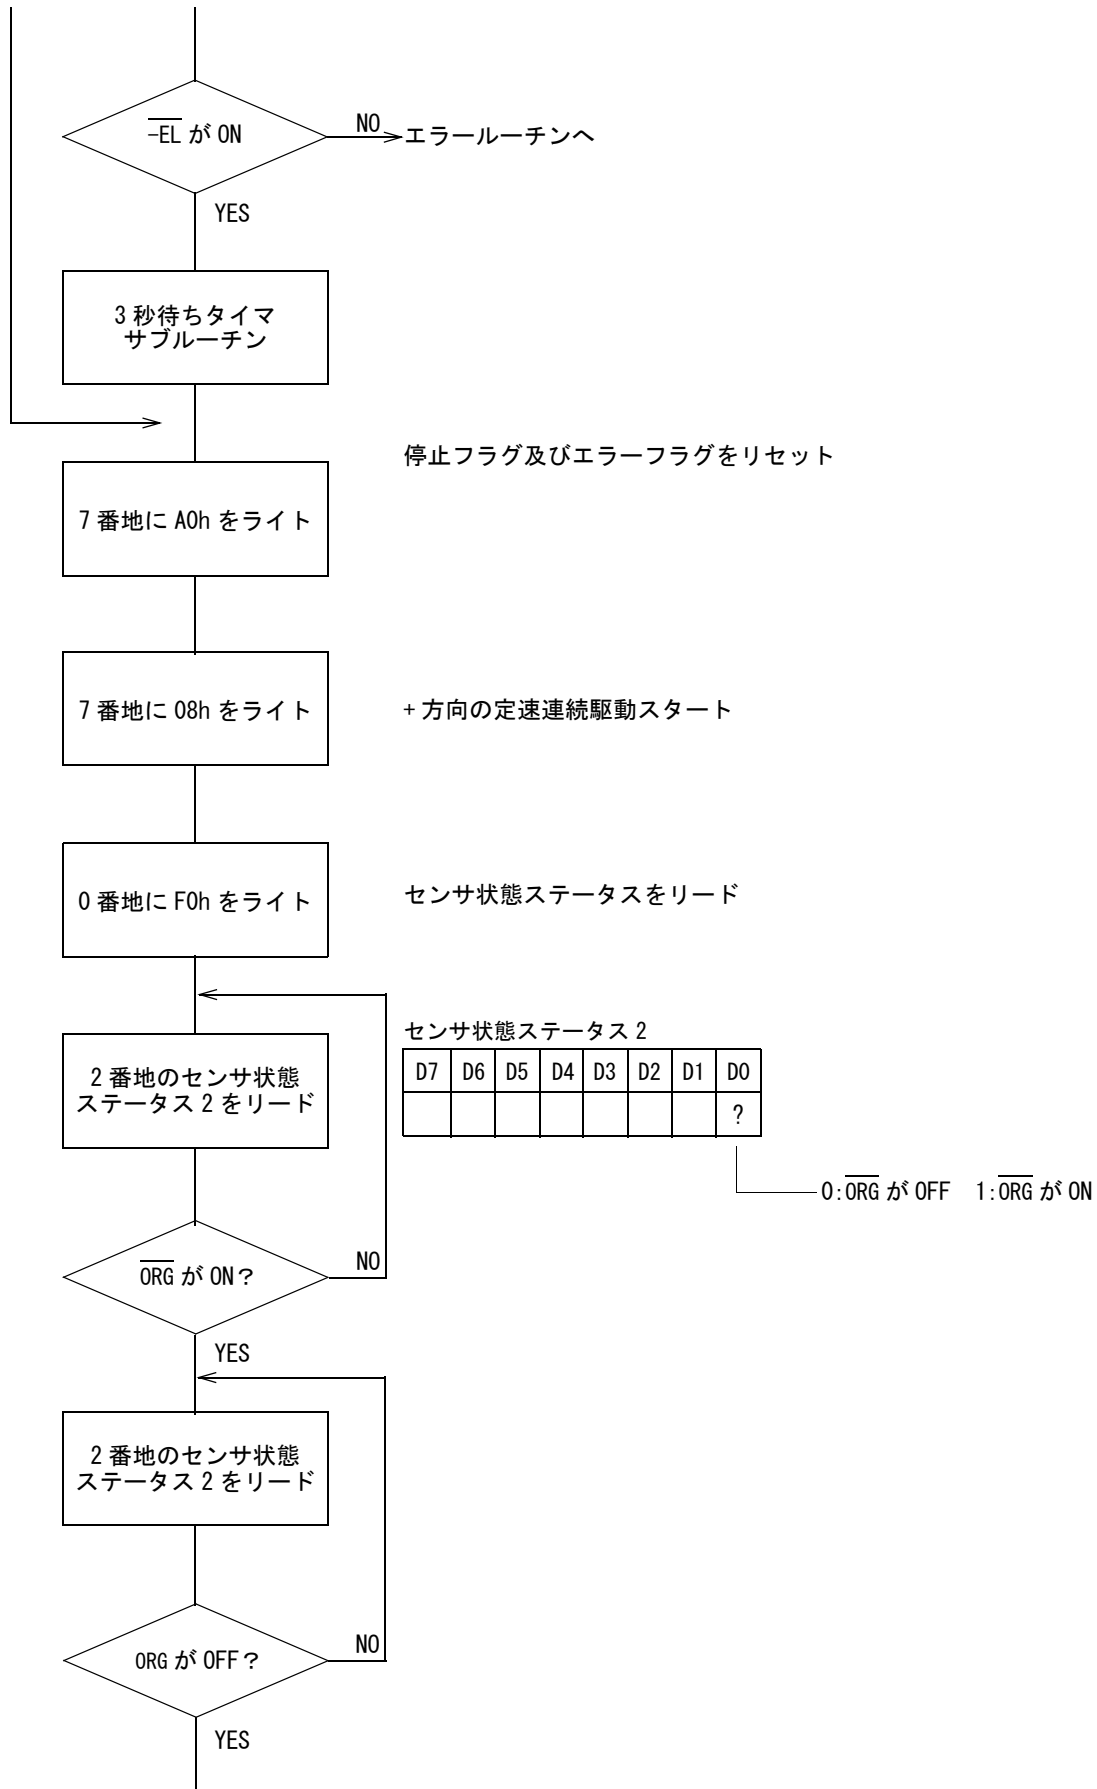 -EL が ON
NO
エラールーチンへ
YES
3 秒待ちタイマ
サブルーチン
停止フラグ及びエラーフラグをリセット
7 番地に A0h をライト
7 番地に 08h をライト
+ 方向の定速連続駆動スタート
0 番地に F0h をライト
センサ状態ステータスをリード
センサ状態ステータス 2
D7 D6 D5 D4 D3 D2 D1 D0
?
2 番地のセンサ状態
ステータス 2 をリード
0:ORG が OFF 1:ORG が ON
ORG が ON？
NO
YES
2 番地のセンサ状態
ステータス 2 をリード
ORG が OFF？
NO
YES